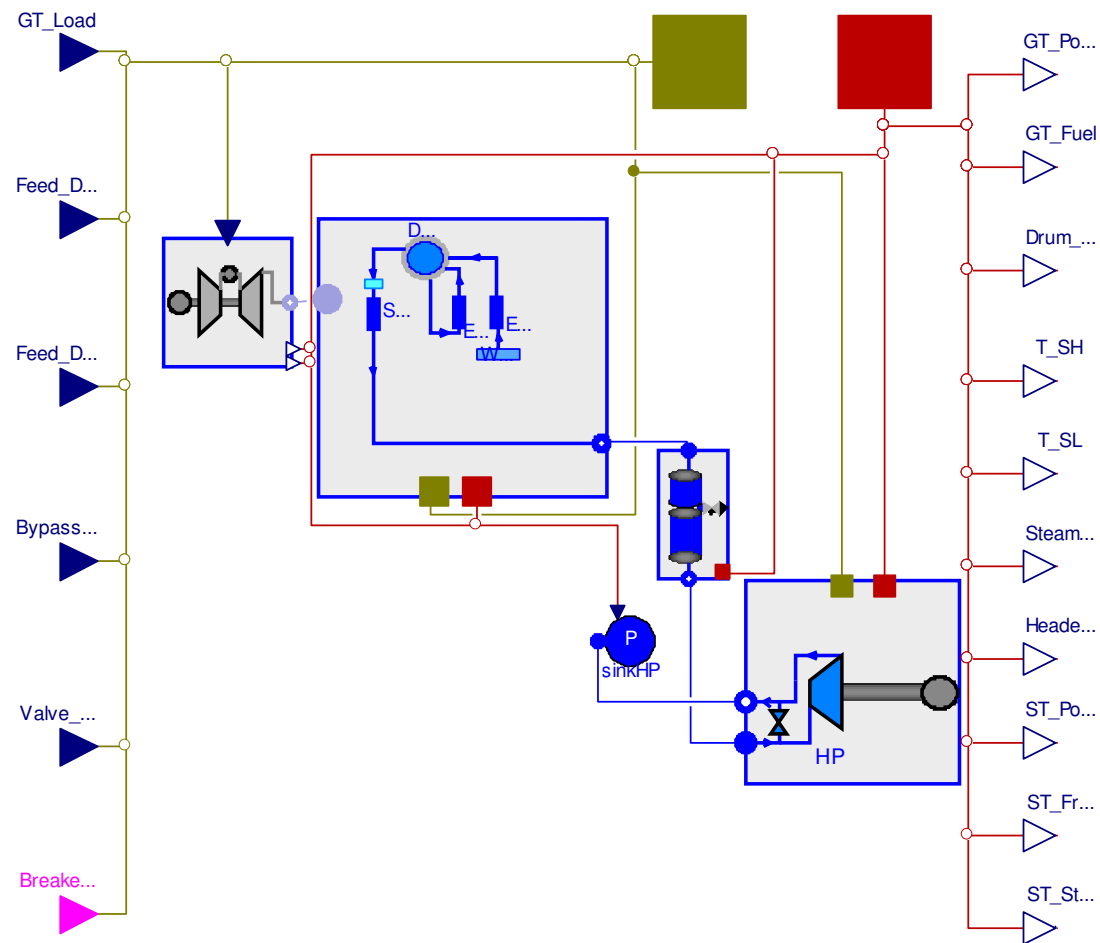 GT_Load
Feed_D...
Feed_D...
Bypass...
Valve_...
Breake...
D...
S...
E...
E...
W...
P
sinkHP
HP
GT_Po...
GT_Fuel
Drum_...
T_SH
T_SL
Steam...
Heade...
ST_Po...
ST_Fr...
ST_St...